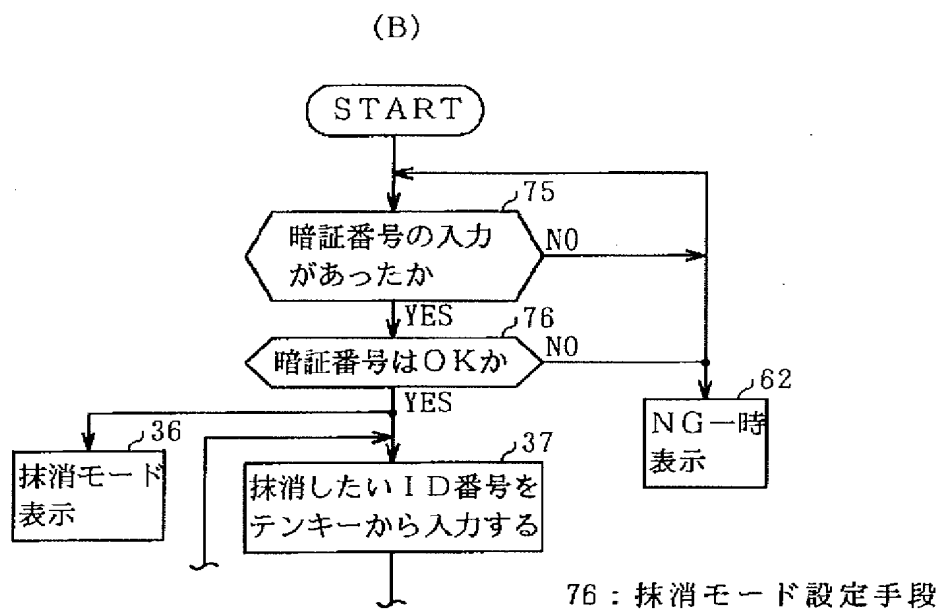 (B)
START
75
暗証番号の入力
があったか
NO
YES
76
暗証番号はOKか
NO
YES
62
NG一時
表示
36
抹消モード
表示
37
抹消したいID番号を
テンキーから入力する
76:抹消モード設定手段